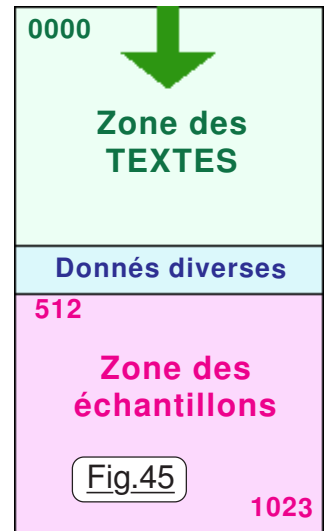 0000
Zone des
TEXTES
Donnés diverses
512
Zone des
échantillons
Fig.45
1023